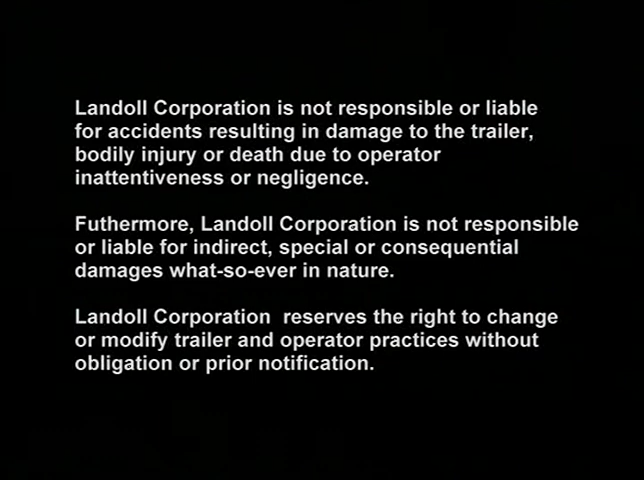 Landoll Corporation is not responsible or liable
for accidents resulting in damage to the trailer,
bodily injury or death due to operator
inattentiveness or negligence.
Futhermore, Landoll Corporation is not responsible
or liable for indirect, special or consequential
damages what-so-ever in nature.
Landoll Corporation  reserves the right to change
or modify trailer and operator practices without
obligation or prior notification.